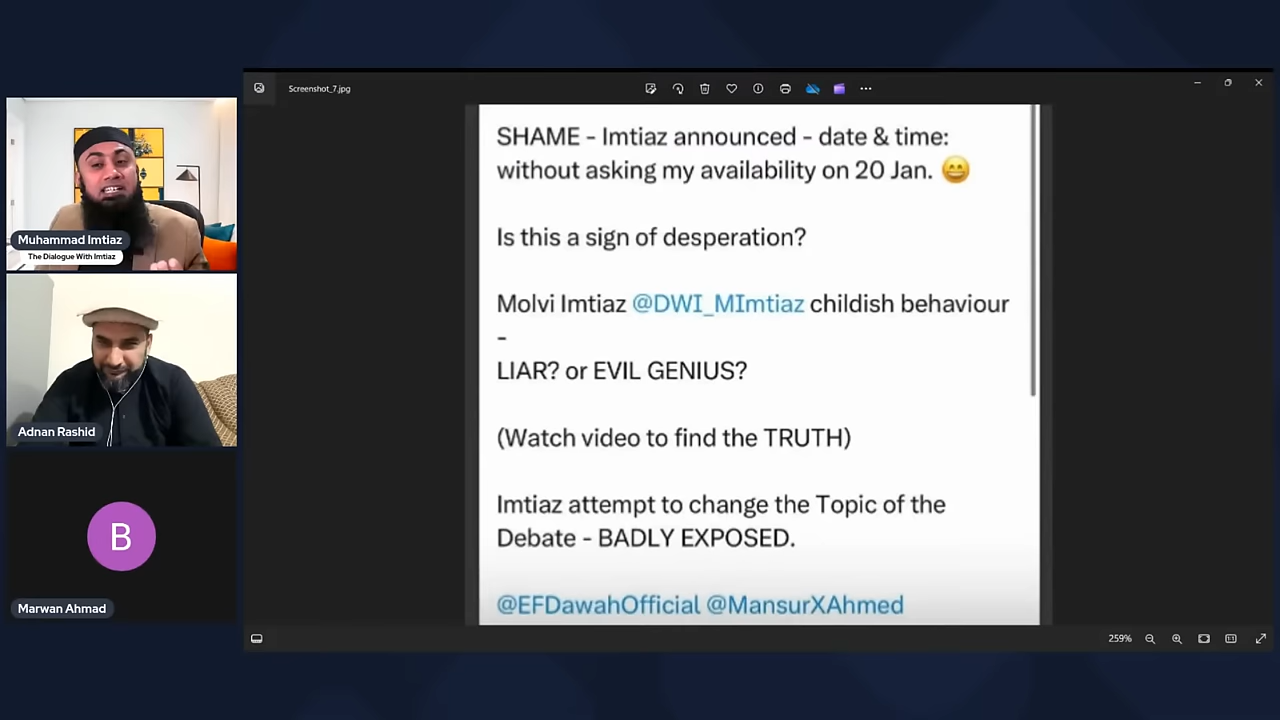 Screenshot_7.jpg
SHAME - Imtiaz announced - date & time:
without asking my availability on 20 Jan. 😄
Is this a sign of desperation?
Molvi Imtiaz @DWI_MImtiaz childish behaviour
-
LIAR? or EVIL GENIUS?
(Watch video to find the TRUTH)
Imtiaz attempt to change the Topic of the
Debate - BADLY EXPOSED.
@EFDawahOfficial @MansurXAhmed
259%
Muhammad Imtiaz
The Dialogue With Imtiaz
Adnan Rashid
B
Marwan Ahmad